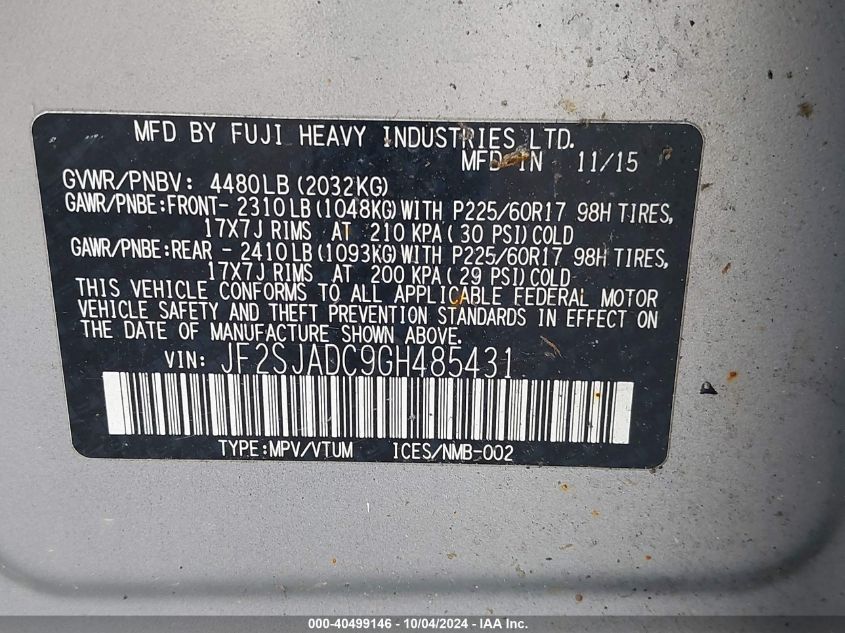 MFD BY FUJI HEAVY INDUSTRIES LTD.
MFD IN 11/15
GVWR/PNBV: 4480LB (2032KG)
GAWR/PNBE:FRONT- 2310LB (1048KG) WITH P225/60R17 98H TIRES,
17X7J RIMS AT 210 KPA ( 30 PSI) COLD
GAWR/PNBE:REAR - 2410LB (1093KG) WITH P225/60R17 98H TIRES,
17X7J RIMS AT 200 KPA ( 29 PSI) COLD
THIS VEHICLE CONFORMS TO ALL APPLICABLE FEDERAL MOTOR
VEHICLE SAFETY AND THEFT PREVENTION STANDARDS IN EFFECT ON
THE DATE OF MANUFACTURE SHOWN ABOVE.
VIN: JF2SJADC9GH485431
TYPE:MPV/VTUM ICES/NMB-002
000-40499146 - 10/04/2024 - IAA Inc.